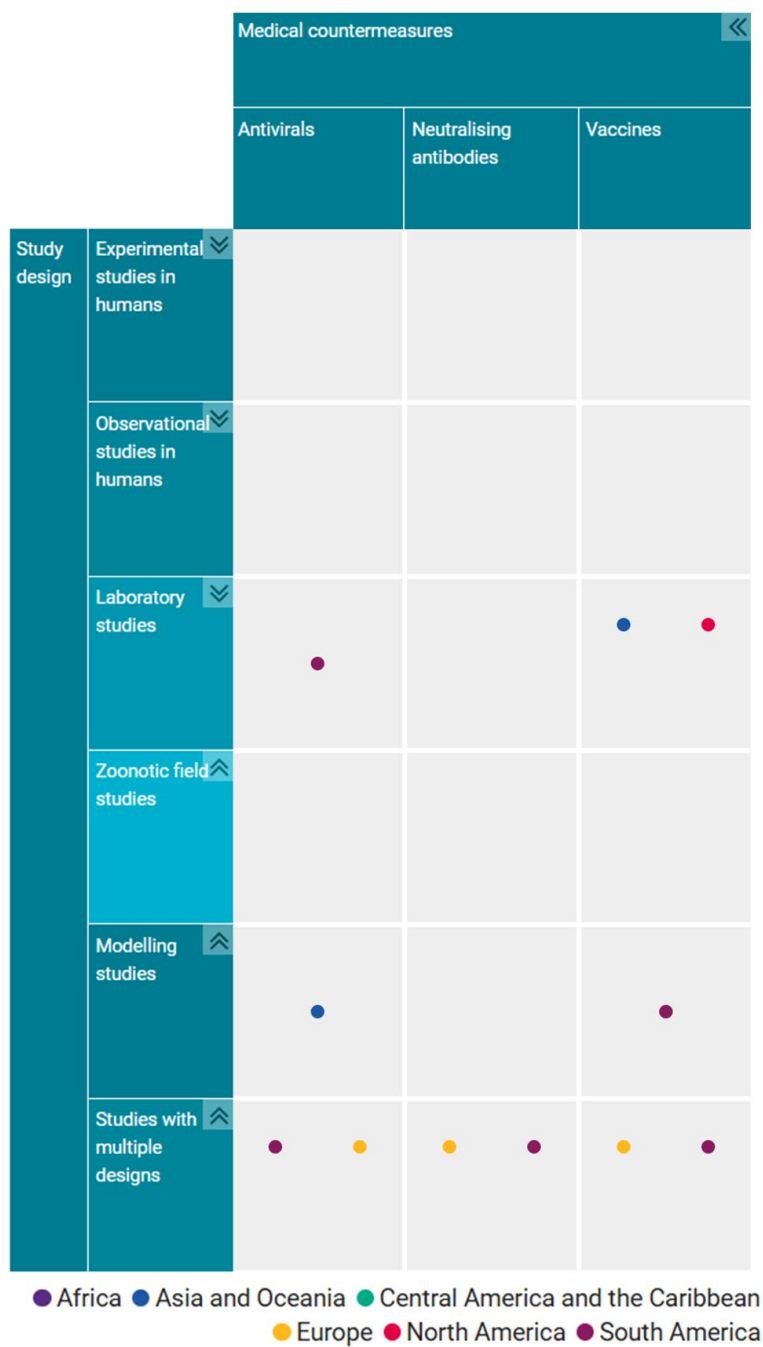 Medical countermeasures
Antivirals
Neutralising
antibodies
Vaccines
Study
design
Experimental
studies in
humans
Observational
studies in
humans
Laboratory
studies
Zoonotic field
studies
Modelling
studies
Studies with
multiple
designs
Africa Asia and Oceania Central America and the Caribbean
Europe North America South America